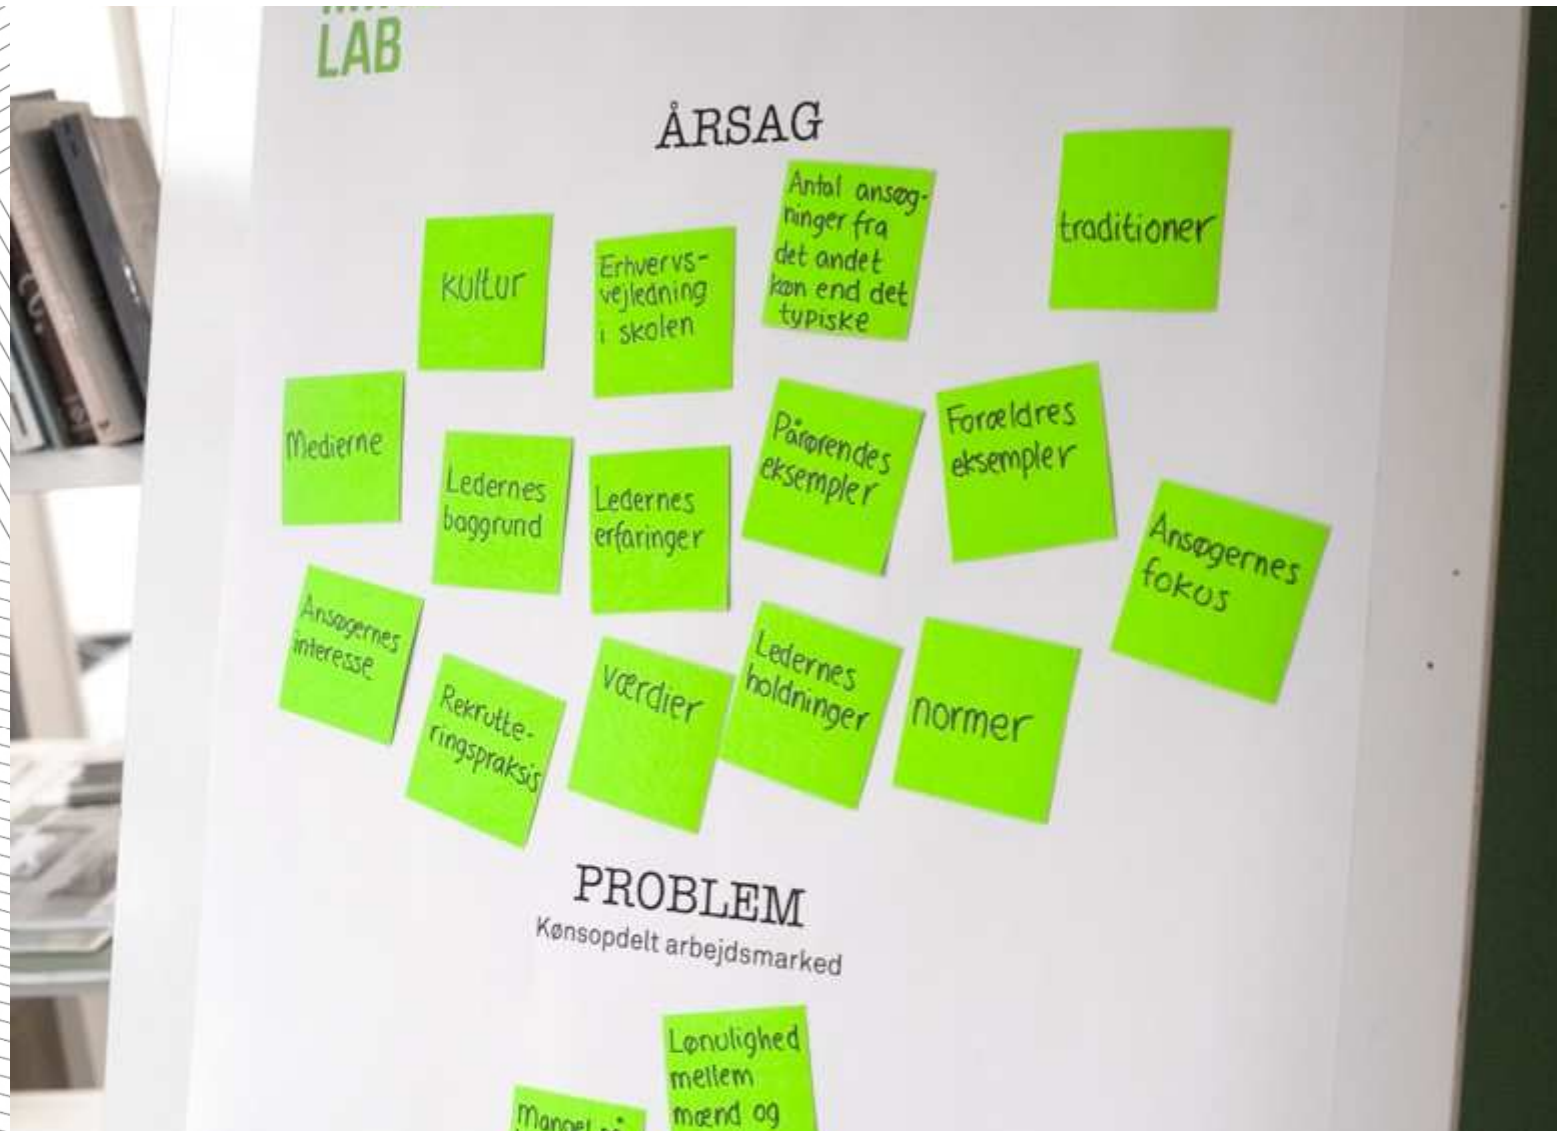 LAB
ÅRSAG
kultur
Erhvervs-
vejledning
i skolen
Antal ansøg-
ninger fra
det andet
køn end det
typiske
traditioner
Medierne
Ledernes
baggrund
Ledernes
erfaringer
Pårørendes
eksempler
Forældres
eksempler
Ansøgernes
fokus
Ansøgernes
interesse
Rekrutte-
ringspraksis
værdier
Ledernes
holdninger
normer
PROBLEM
Kønsopdelt arbejdsmarked
Lønulighed
mellem
mænd og
Mangel på